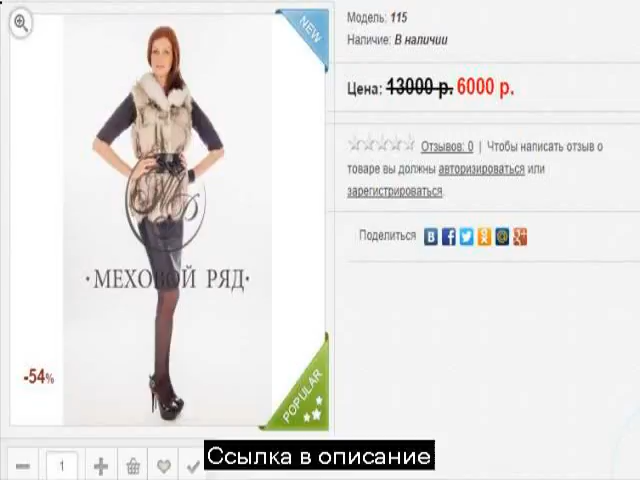 NEW
Модель: 115
Наличие: В наличии
Цена: 13000 р. 6000 р.
Отзывов: 0 | Чтобы написать отзыв о
товаре вы должны авторизироваться или
зарегистрироваться.
Поделиться
·МЕХОВОЙ РЯД·
-54%
POPULAR
1
Ссылка в описание